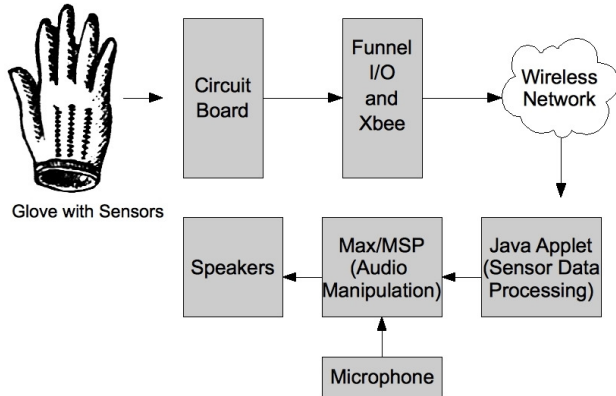 Glove with Sensors
Circuit
Board
Funnel
I/O
and
Xbee
Wireless
Network
Java Applet
(Sensor Data
Processing)
Max/MSP
(Audio
Manipulation)
Speakers
Microphone